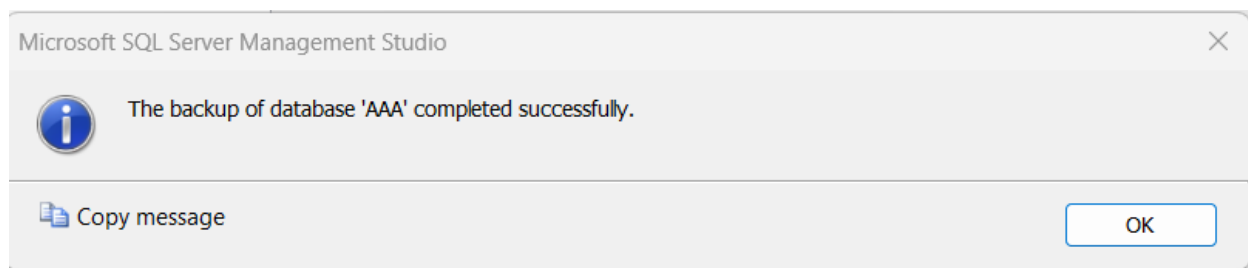 Microsoft SQL Server Management Studio
The backup of database 'AAA' completed successfully.
Copy message
OK